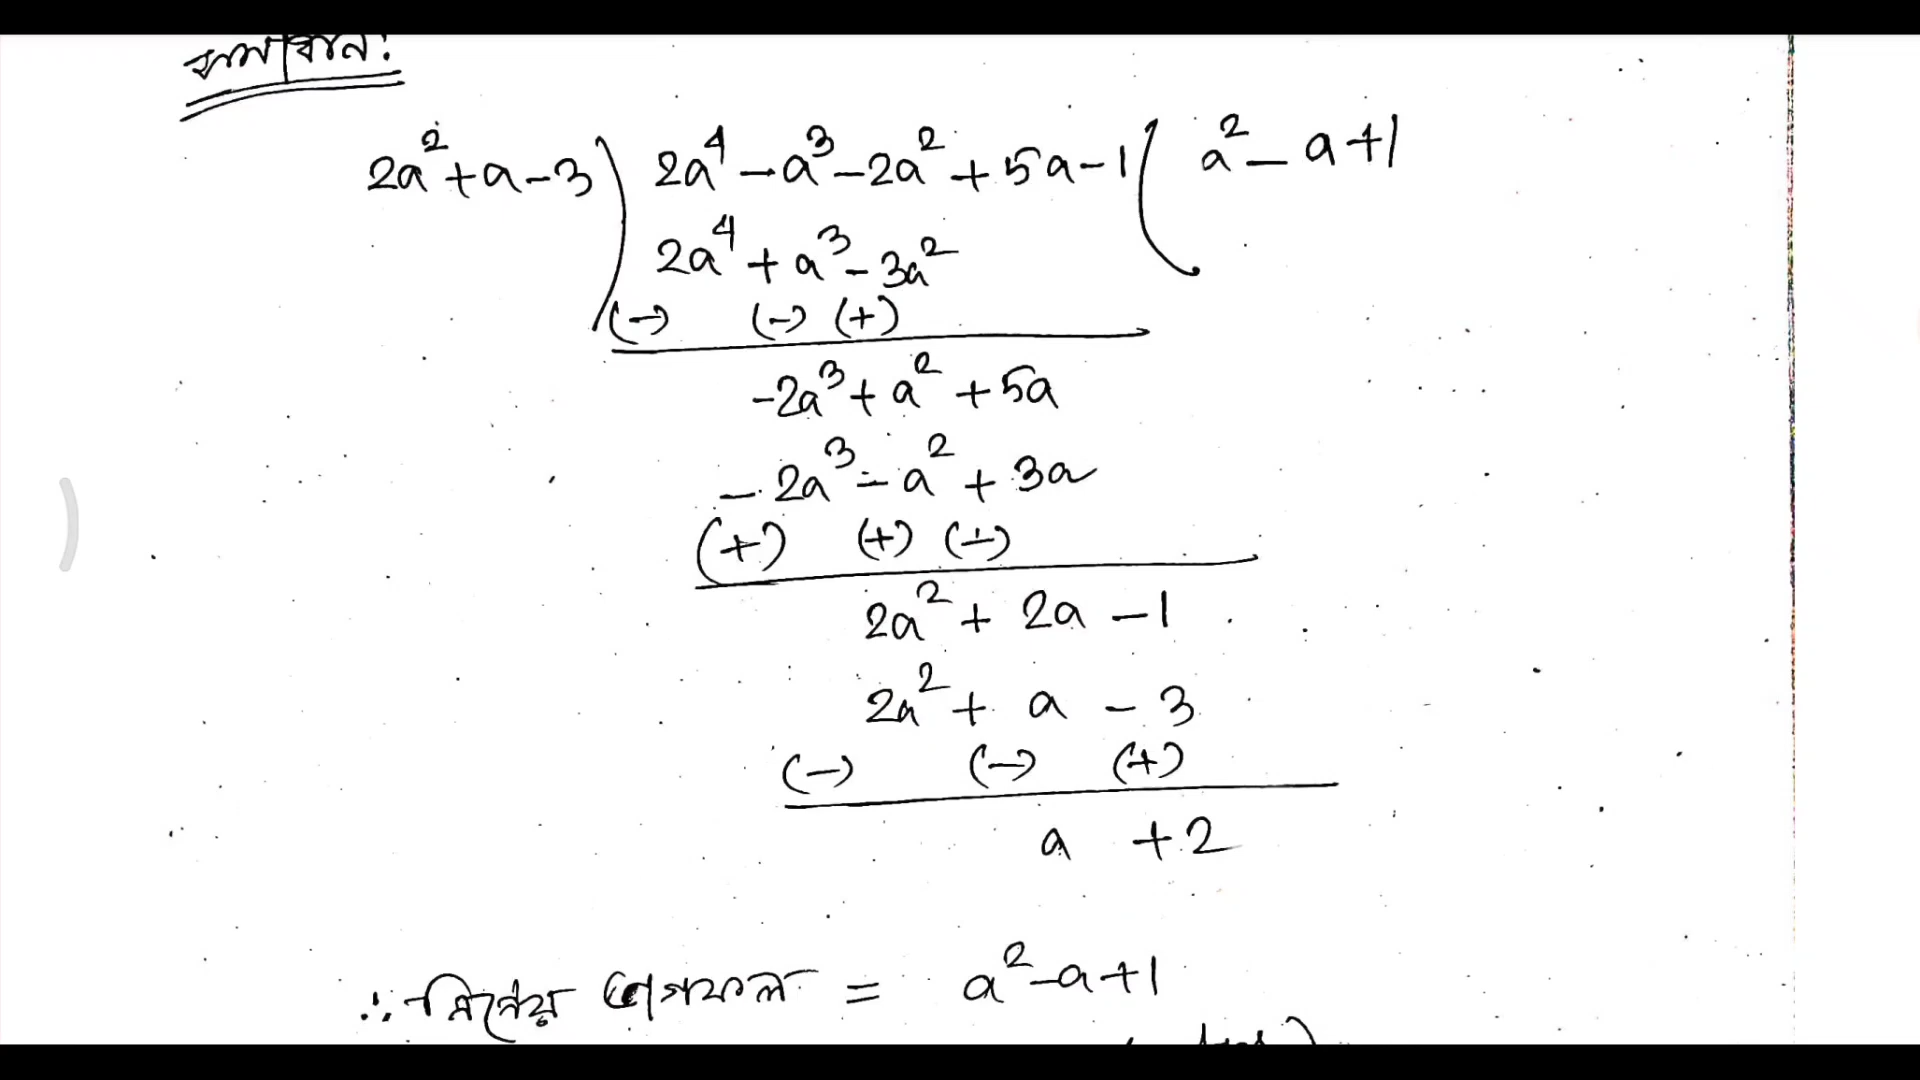 সমাধান:
2a²+a-3) 2a⁴-a³-2a²+5a-1( a²-a+1
2a⁴+a³-3a²
(-) (-) (+)
-2a³+a²+5a
-2a³-a²+3a
(+) (+) (-)
2a²+2a-1
2a²+a-3
(-) (-) (+)
a +2
∴ নির্ণেয় = a²-a+1